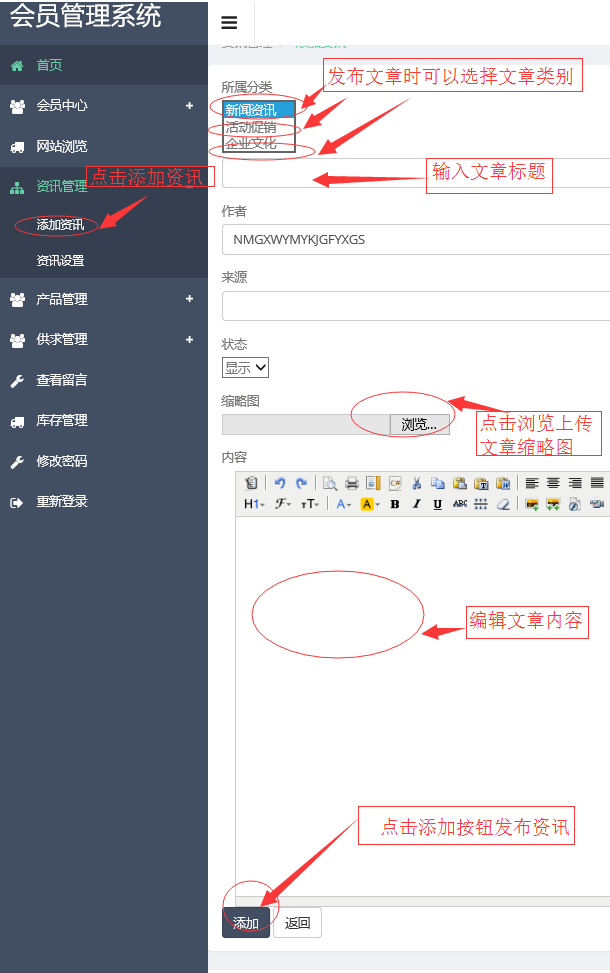 会员管理系统
首页
会员中心
网站浏览
资讯管理
点击添加资讯
添加资讯
资讯设置
产品管理
供求管理
查看留言
库存管理
修改密码
重新登录
所属分类
发布文章时可以选择文章类别
新闻资讯
活动促销
企业文化
输入文章标题
作者
NMGXWYMYKJGFYXGS
来源
状态
显示
缩略图
浏览...
点击浏览上传
文章缩略图
内容
H1
F
тT
A
A
B
I
U
ABC
编辑文章内容
点击添加按钮发布资讯
添加
返回